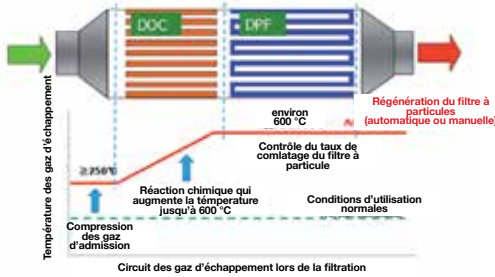 DOC
DPF
Température des gaz d'échappement
Régénération du filtre à
particules
(automatique ou manuelle)
environ
600 °C
≥250°C
Contrôle du taux de
comlatage du filtre à
particule
Réaction chimique qui
augmente la témperature
jusqu'à 600 °C
Conditions d'utilisation
normales
Compression
des gaz
d'admission
Circuit des gaz d'échappement lors de la filtration